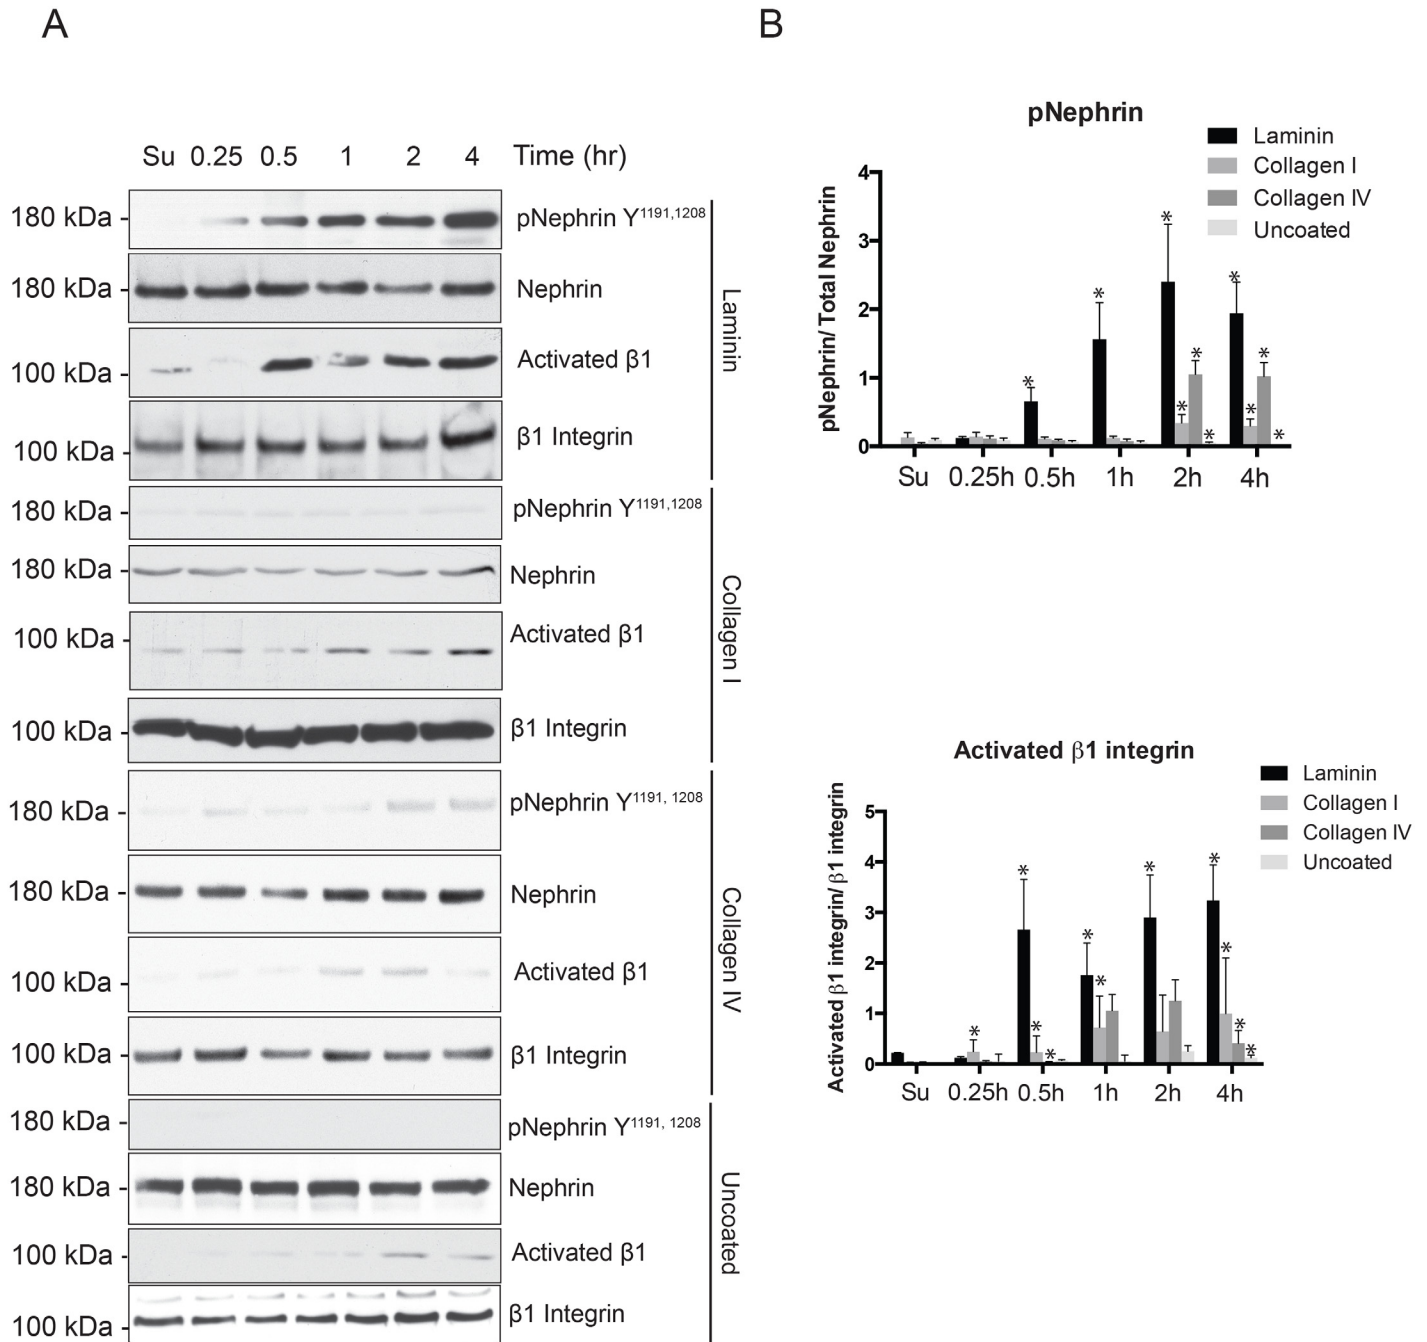 A
Su 0.25 0.5 1 2 4 Time (hr)
180 kDa - pNephrin Y1191,1208
180 kDa - Nephrin
100 kDa - Activated β1
100 kDa - β1 Integrin
Laminin
180 kDa - pNephrin Y1191,1208
180 kDa - Nephrin
100 kDa - Activated β1
100 kDa - β1 Integrin
Collagen I
180 kDa - pNephrin Y1191, 1208
180 kDa - Nephrin
100 kDa - Activated β1
100 kDa - β1 Integrin
Collagen IV
180 kDa - pNephrin Y1191, 1208
180 kDa - Nephrin
100 kDa - Activated β1
100 kDa - β1 Integrin
Uncoated
B
pNephrin
Laminin
Collagen I
Collagen IV
Uncoated
pNephrin/ Total Nephrin
4
3
2
1
0
* * * * * * * * * *
Su 0.25h 0.5h 1h 2h 4h
Activated β1 integrin
Laminin
Collagen I
Collagen IV
Uncoated
Activated β1 integrin/ β1 integrin
5
4
3
2
1
0
* * * * * * * * * * *
Su 0.25h 0.5h 1h 2h 4h